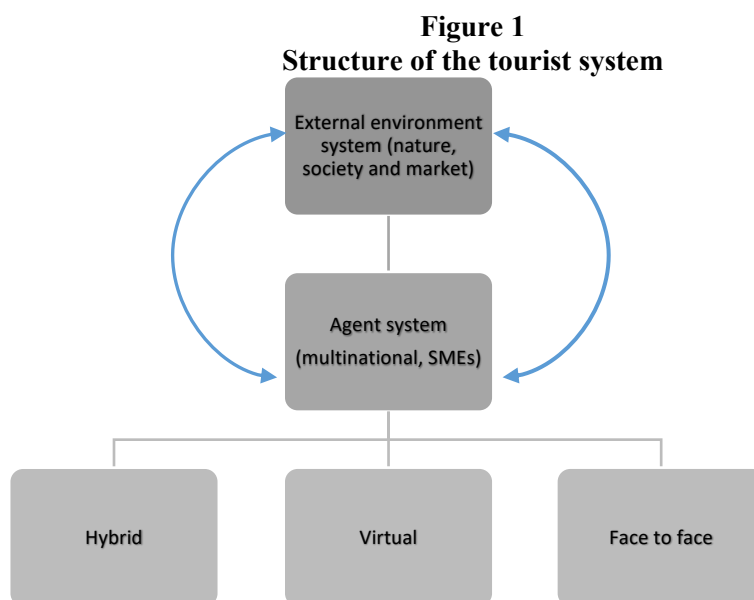 Figure 1
Structure of the tourist system
External environment
system (nature,
society and market)
Agent system
(multinational, SMEs)
Hybrid
Virtual
Face to face